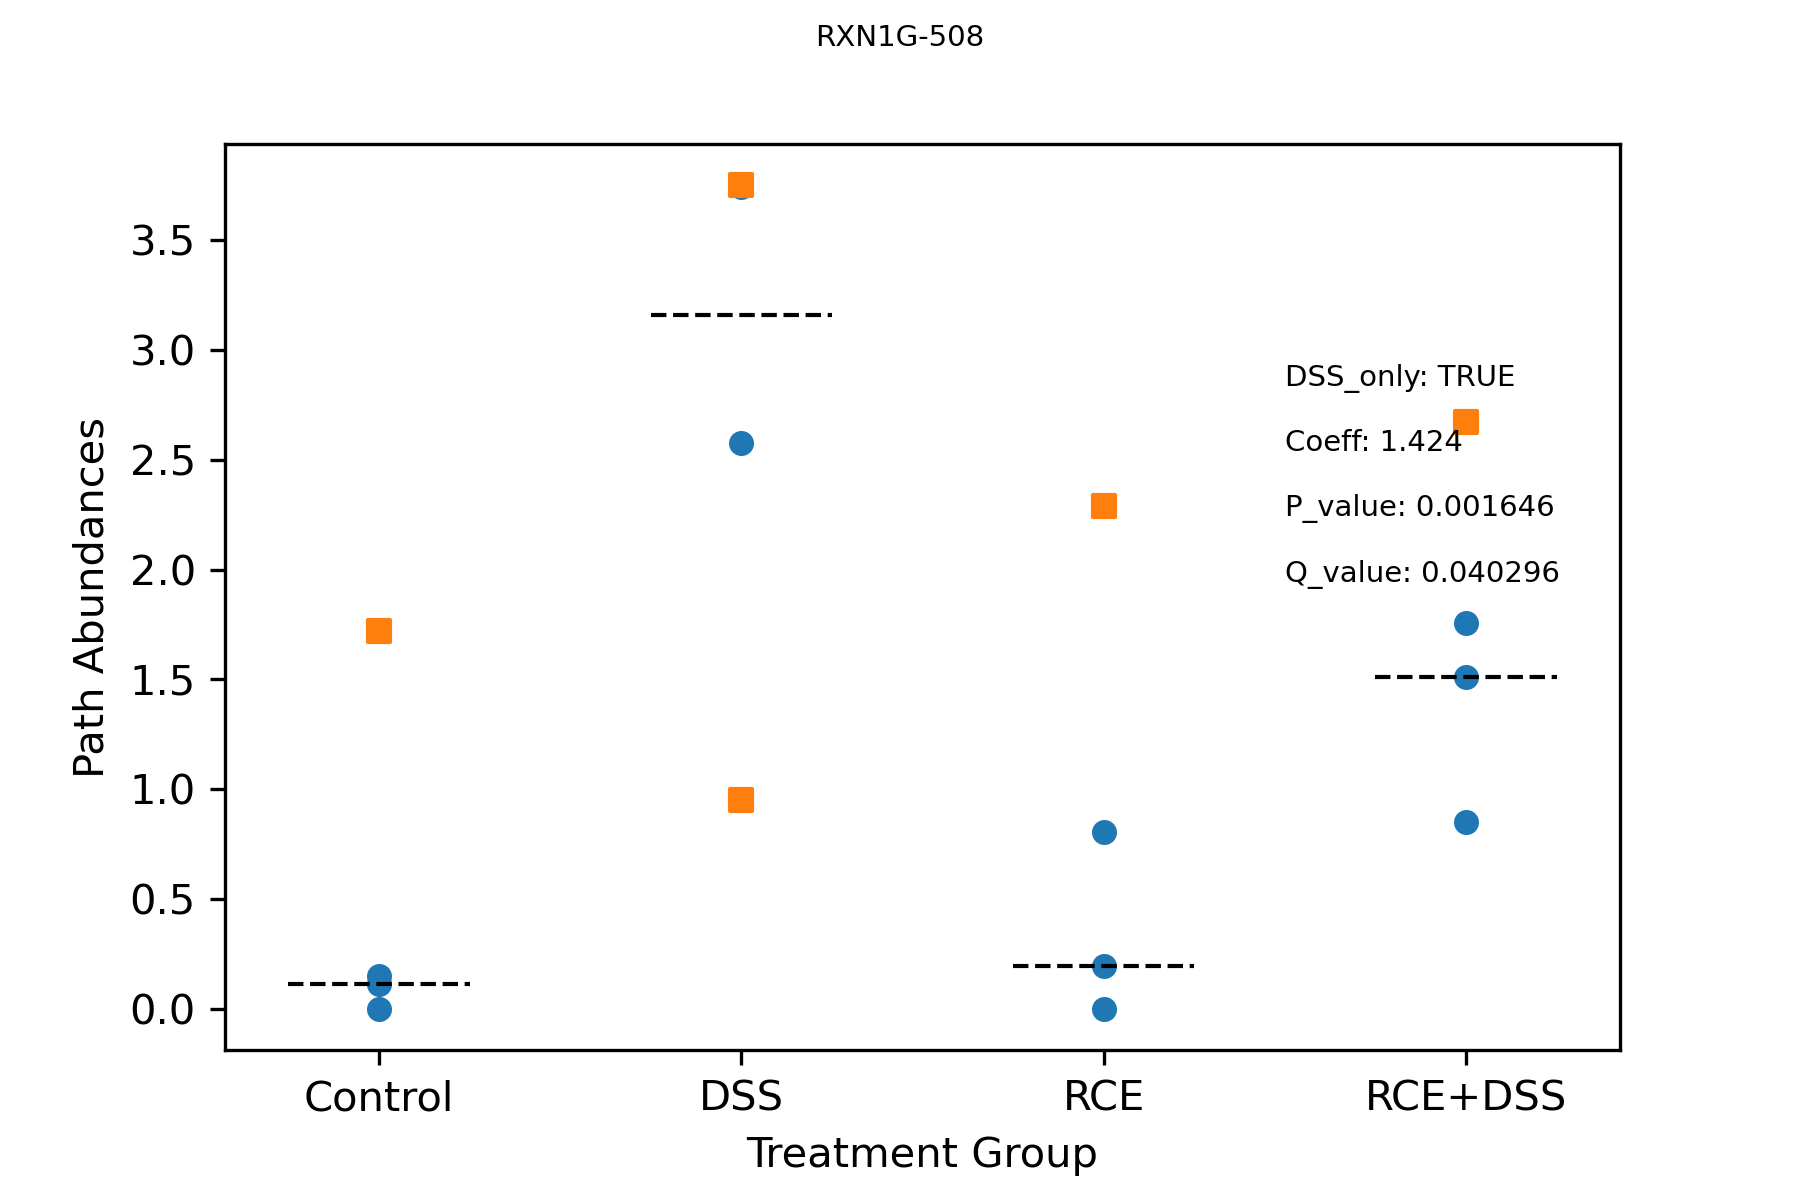 RXN1G-508
Path Abundances
3.5
3.0
2.5
2.0
1.5
1.0
0.5
0.0
DSS_only: TRUE
Coeff: 1.424
P_value: 0.001646
Q_value: 0.040296
Control DSS RCE RCE+DSS
Treatment Group